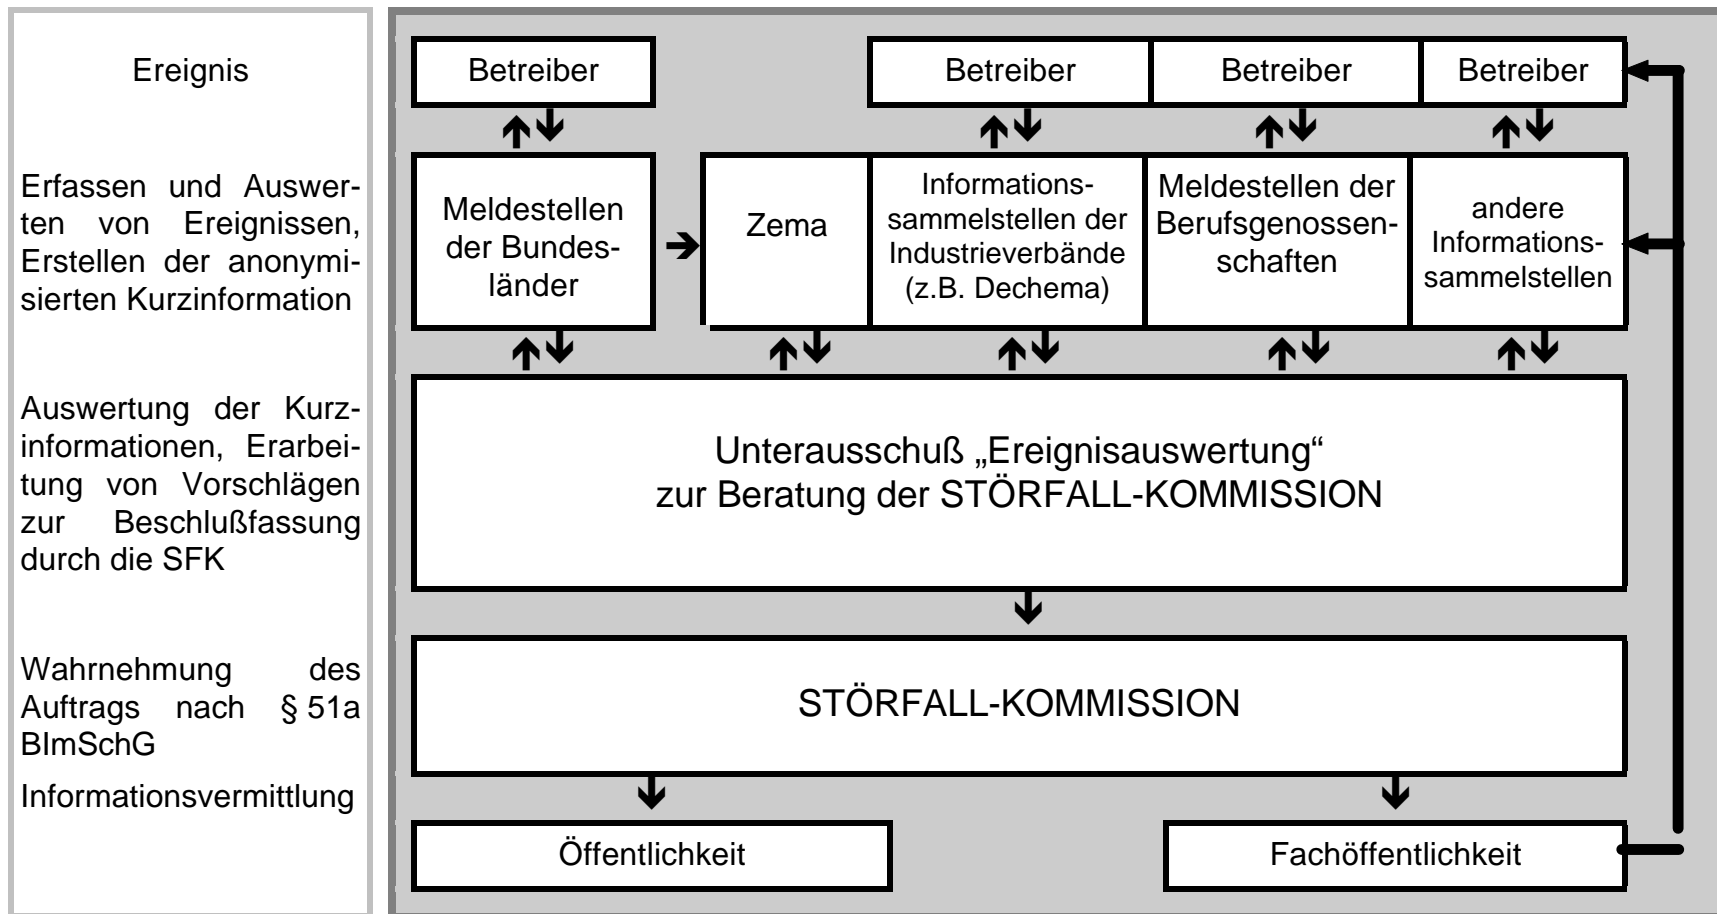 Ereignis
Betreiber
Betreiber
Betreiber
Betreiber
Erfassen und Auswer-
ten von Ereignissen,
Erstellen der anonymi-
sierten Kurzinformation
Meldestellen
der Bundes-
länder
Zema
Informations-
sammelstellen der
Industrieverbände
(z.B. Dechema)
Meldestellen der
Berufsgenossen-
schaften
andere
Informations-
sammelstellen
Auswertung der Kurz-
informationen, Erarbei-
tung von Vorschlägen
zur Beschlußfassung
durch die SFK
Unterausschuß „Ereignisauswertung“
zur Beratung der STÖRFALL-KOMMISSION
Wahrnehmung des
Auftrags nach § 51a
BImSchG
STÖRFALL-KOMMISSION
Informationsvermittlung
Öffentlichkeit
Fachöffentlichkeit